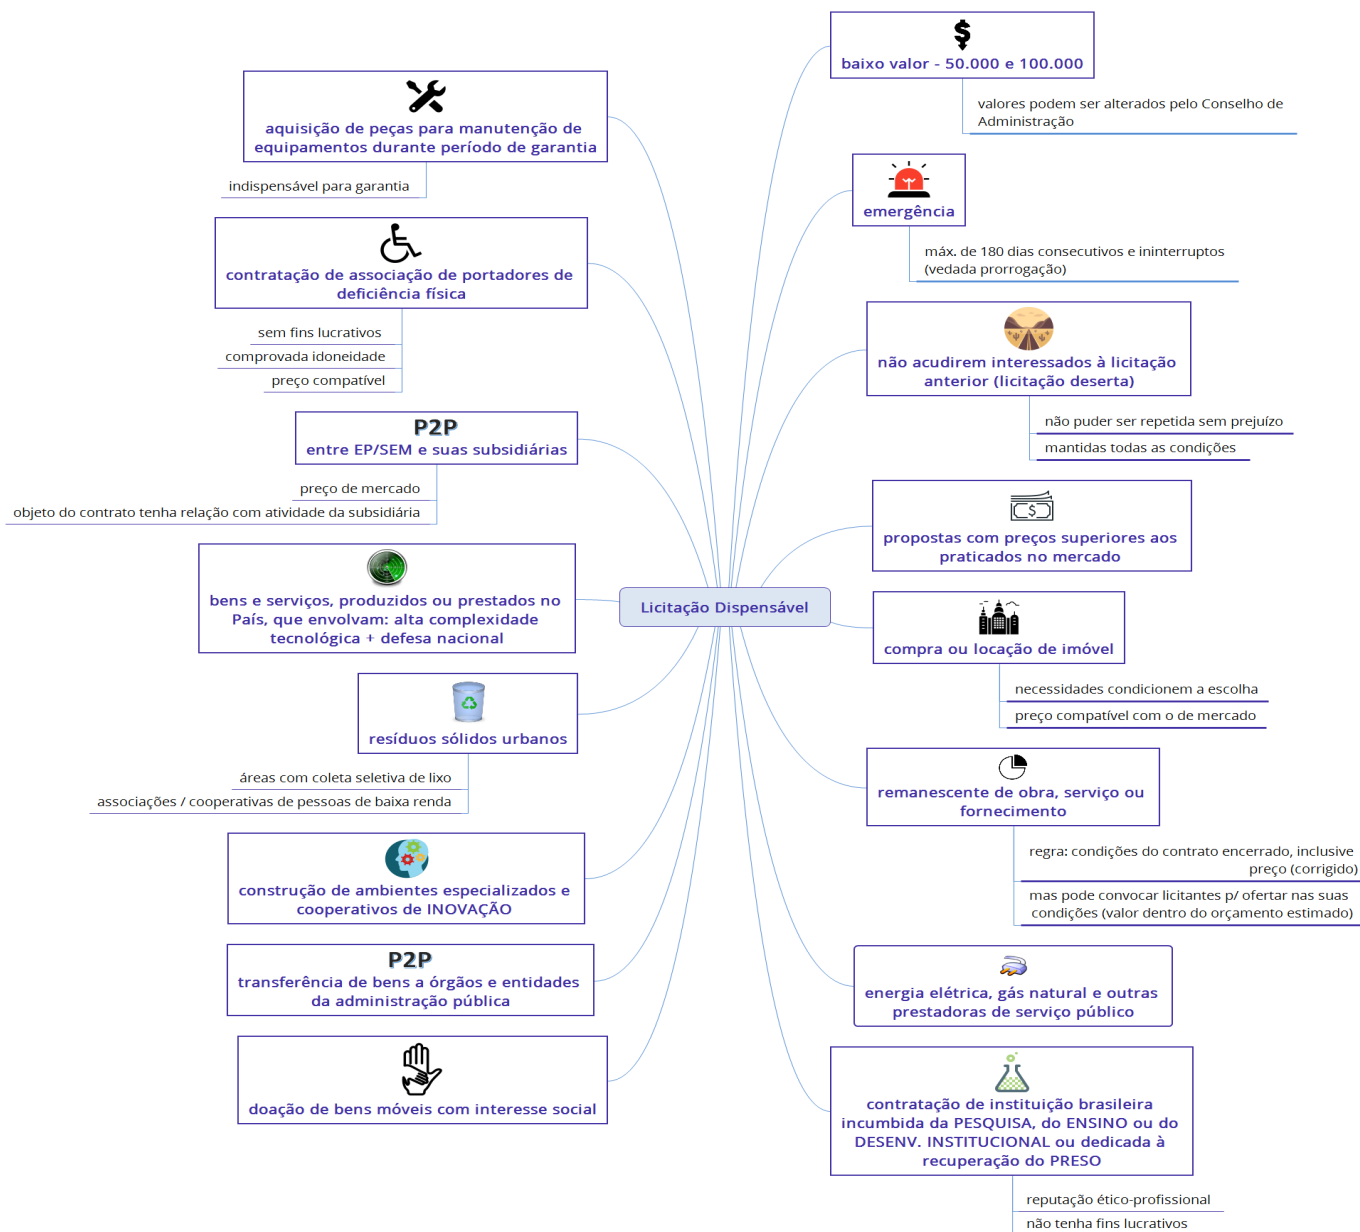 Licitação Dispensável
baixo valor - 50.000 e 100.000
valores podem ser alterados pelo Conselho de
Administração
emergência
máx. de 180 dias consecutivos e ininterruptos
(vedada prorrogação)
não acudirem interessados à licitação
anterior (licitação deserta)
não puder ser repetida sem prejuízo
mantidas todas as condições
propostas com preços superiores aos
praticados no mercado
compra ou locação de imóvel
necessidades condicionem a escolha
preço compatível com o de mercado
remanescente de obra, serviço ou
fornecimento
regra: condições do contrato encerrado, inclusive
preço (corrigido)
mas pode convocar licitantes p/ ofertar nas suas
condições (valor dentro do orçamento estimado)
energia elétrica, gás natural e outras
prestadoras de serviço público
contratação de instituição brasileira
incumbida da PESQUISA, do ENSINO ou do
DESENV. INSTITUCIONAL ou dedicada à
recuperação do PRESO
reputação ético-profissional
não tenha fins lucrativos
aquisição de peças para manutenção de
equipamentos durante período de garantia
indispensável para garantia
contratação de associação de portadores de
deficiência física
sem fins lucrativos
comprovada idoneidade
preço compatível
P2P
entre EP/SEM e suas subsidiárias
preço de mercado
objeto do contrato tenha relação com atividade da subsidiária
bens e serviços, produzidos ou prestados no
País, que envolvam: alta complexidade
tecnológica + defesa nacional
resíduos sólidos urbanos
áreas com coleta seletiva de lixo
associações / cooperativas de pessoas de baixa renda
construção de ambientes especializados e
cooperativos de INOVAÇÃO
P2P
transferência de bens a órgãos e entidades
da administração pública
doação de bens móveis com interesse social